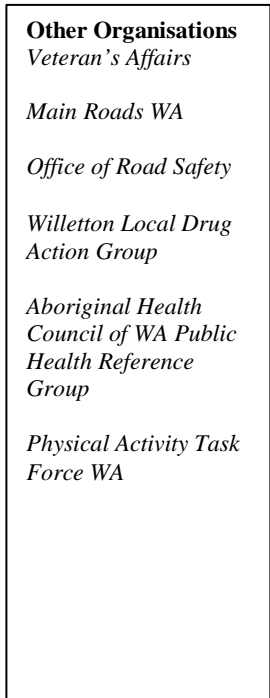 Other Organisations
Veteran's Affairs
Main Roads WA
Office of Road Safety
Willetton Local Drug
Action Group
Aboriginal Health
Council of WA Public
Health Reference
Group
Physical Activity Task
Force WA